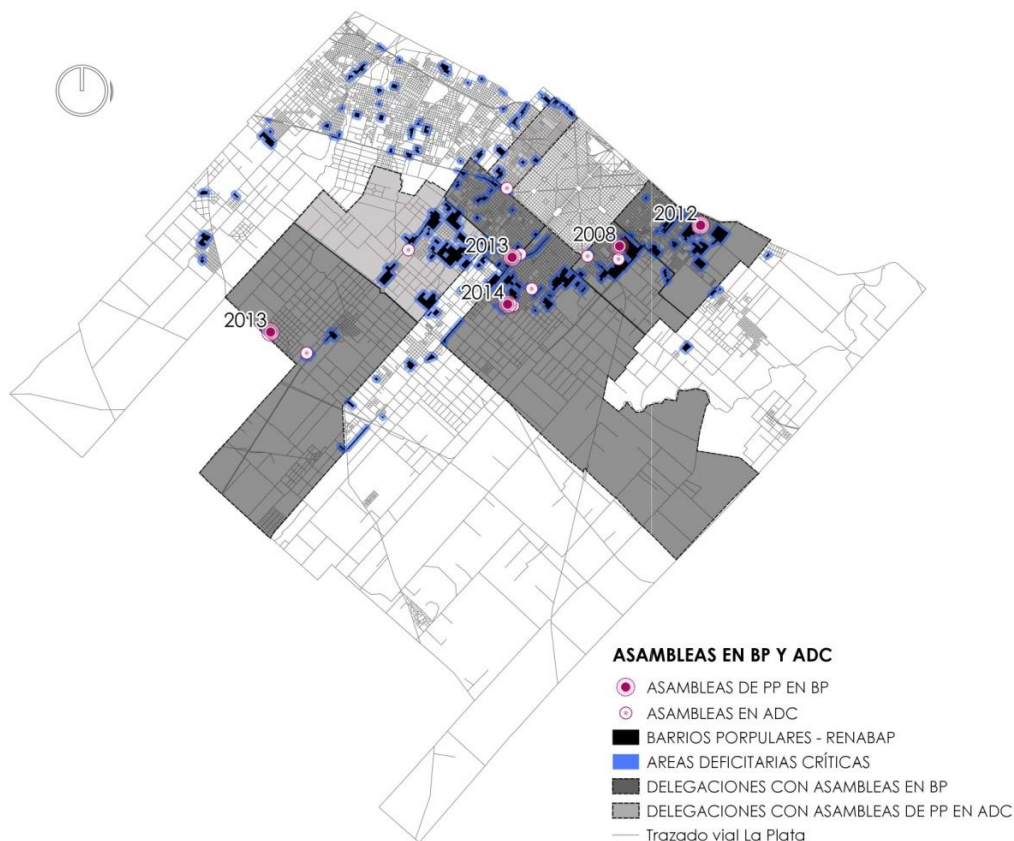 2012
2008
2013
2014
2013
ASAMBLEAS EN BP Y ADC
ASAMBLEAS DE PP EN BP
ASAMBLEAS EN ADC
BARRIOS PORPULARES - RENABAP
AREAS DEFICITARIAS CRÍTICAS
DELEGACIONES CON ASAMBLEAS EN BP
DELEGACIONES CON ASAMBLEAS DE PP EN ADC
Trazado vial La Plata